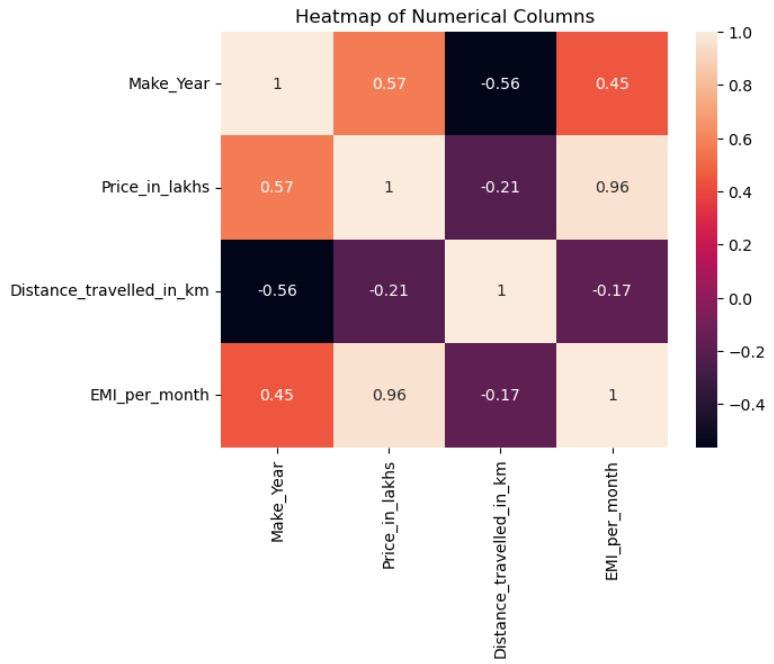 Heatmap of Numerical Columns
Make_Year
1
0.57
-0.56
0.45
Price_in_lakhs
0.57
1
-0.21
0.96
Distance_travelled_in_km
-0.56
-0.21
1
-0.17
EMI_per_month
0.45
0.96
-0.17
1
Make_Year
Price_in_lakhs
Distance_travelled_in_km
EMI_per_month
1.0
0.8
0.6
0.4
0.2
0.0
−0.2
−0.4